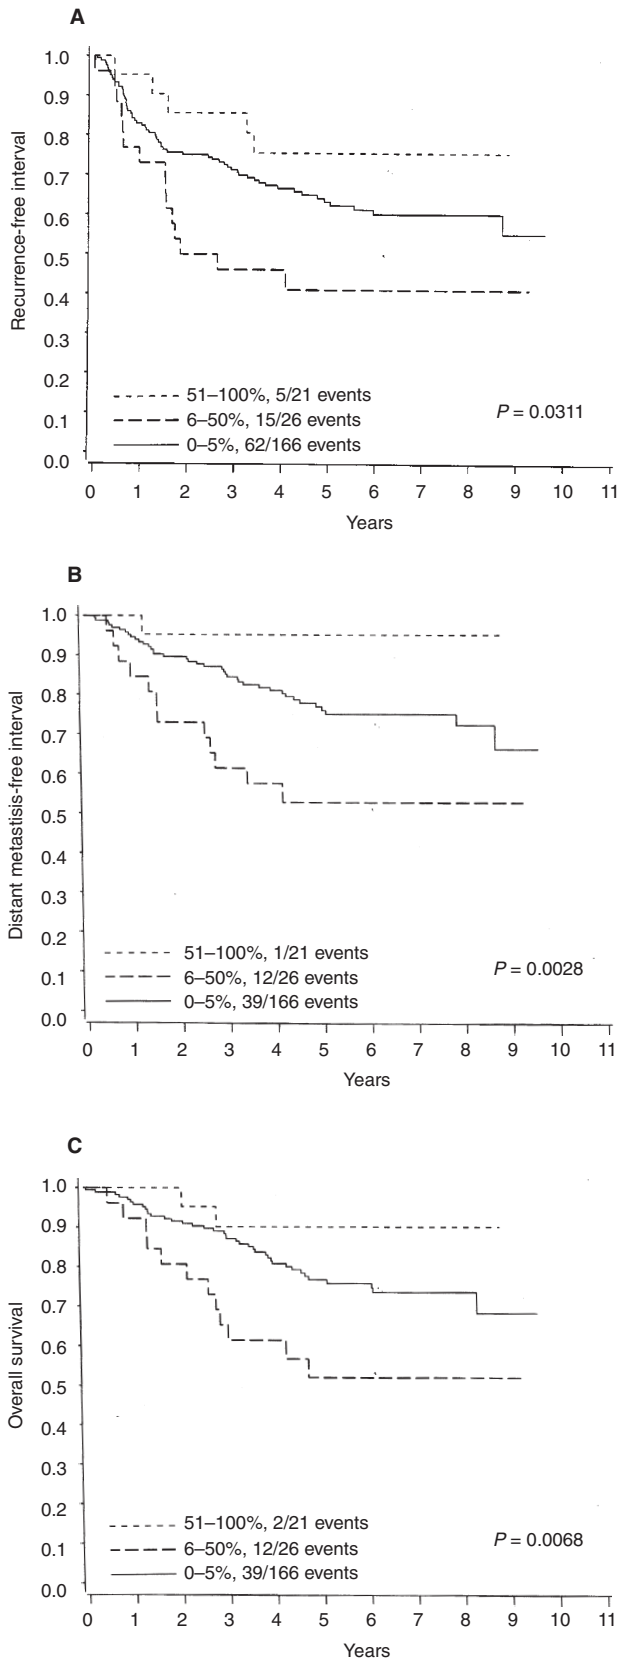 A
1.0
0.9
0.8
0.7
0.6
0.5
0.4
0.3
0.2
0.1
0.0
Recurrence-free interval
51–100%, 5/21 events
6–50%, 15/26 events
0–5%, 62/166 events
P = 0.0311
0 1 2 3 4 5 6 7 8 9 10 11
Years
B
1.0
0.9
0.8
0.7
0.6
0.5
0.4
0.3
0.2
0.1
0.0
Distant metastisis-free interval
51–100%, 1/21 events
6–50%, 12/26 events
0–5%, 39/166 events
P = 0.0028
0 1 2 3 4 5 6 7 8 9 10 11
Years
C
1.0
0.9
0.8
0.7
0.6
0.5
0.4
0.3
0.2
0.1
0.0
Overall survival
51–100%, 2/21 events
6–50%, 12/26 events
0–5%, 39/166 events
P = 0.0068
0 1 2 3 4 5 6 7 8 9 10 11
Years